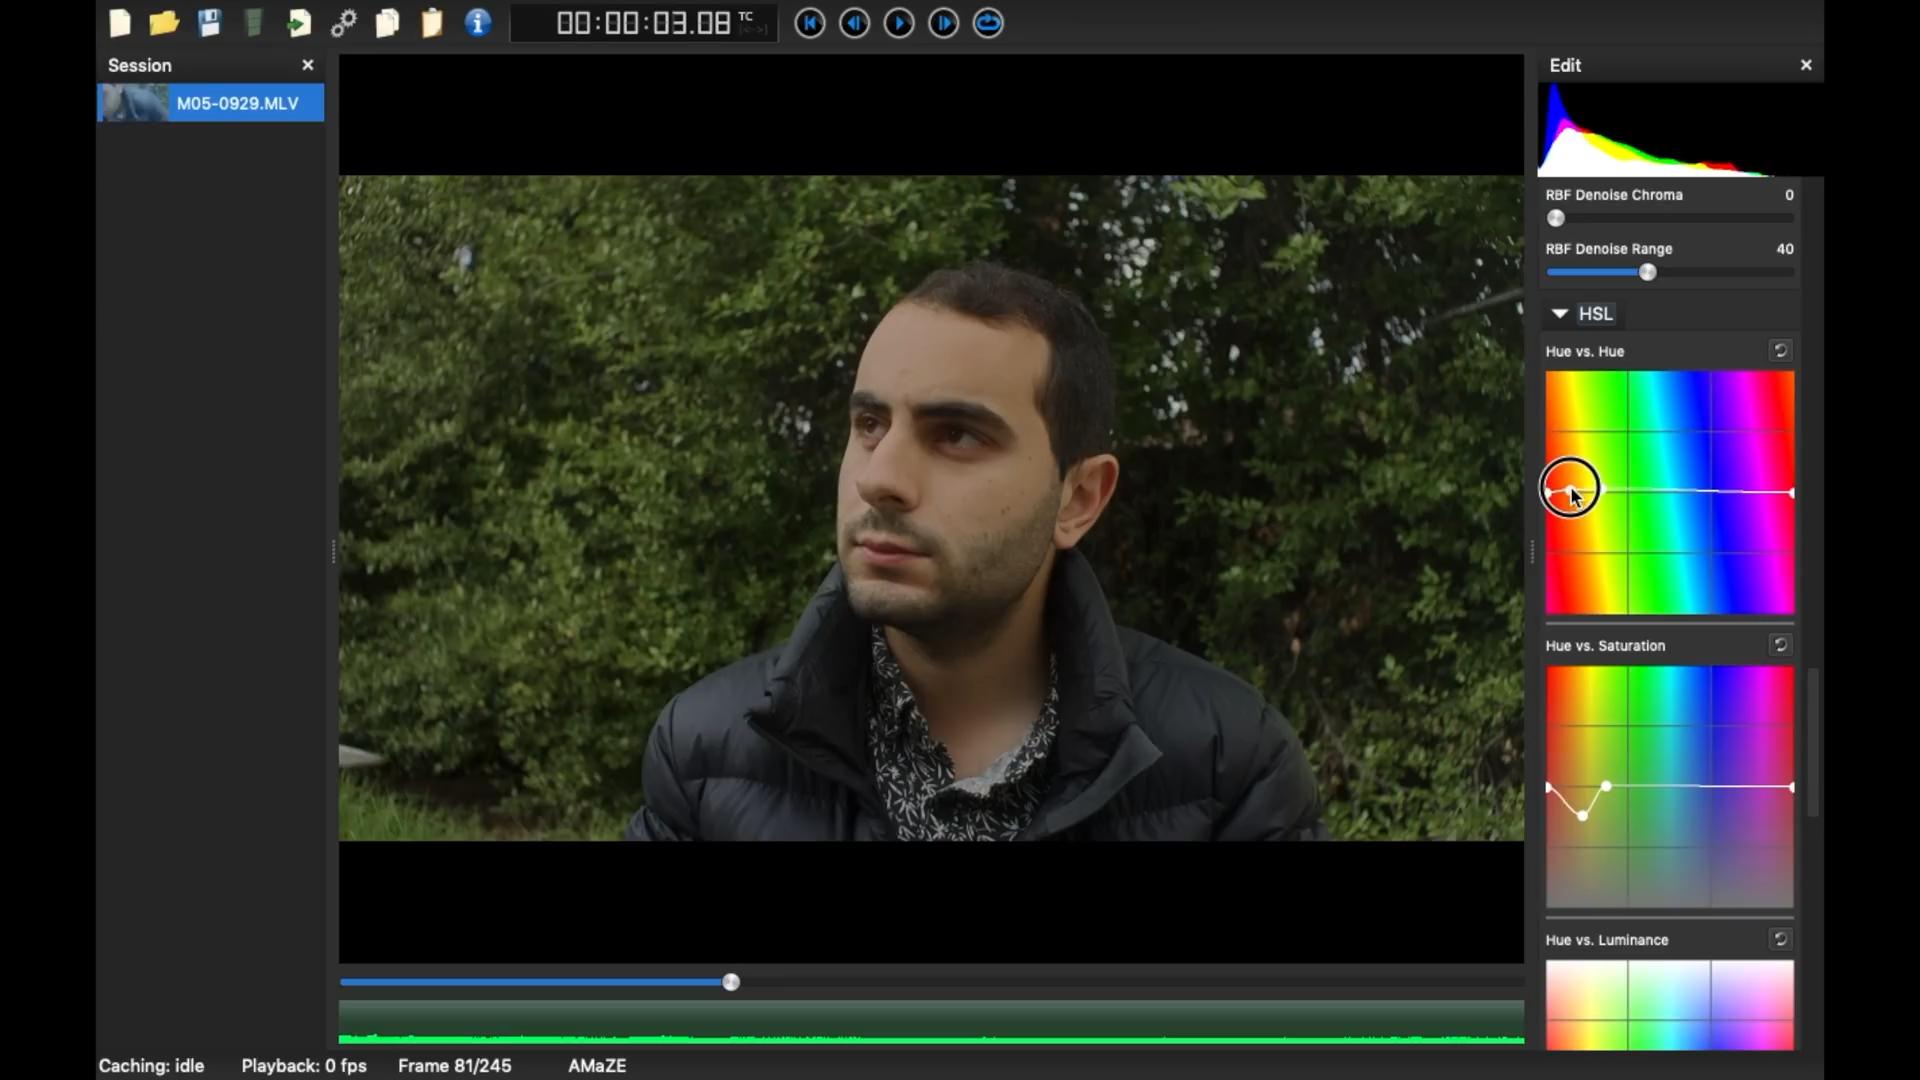 00:00:03.08 TC
Session
M05-0929.MLV
Edit
RBF Denoise Chroma 0
RBF Denoise Range 40
HSL
Hue vs. Hue
Hue vs. Saturation
Hue vs. Luminance
Caching: idle Playback: 0 fps Frame 81/245 AMaZE